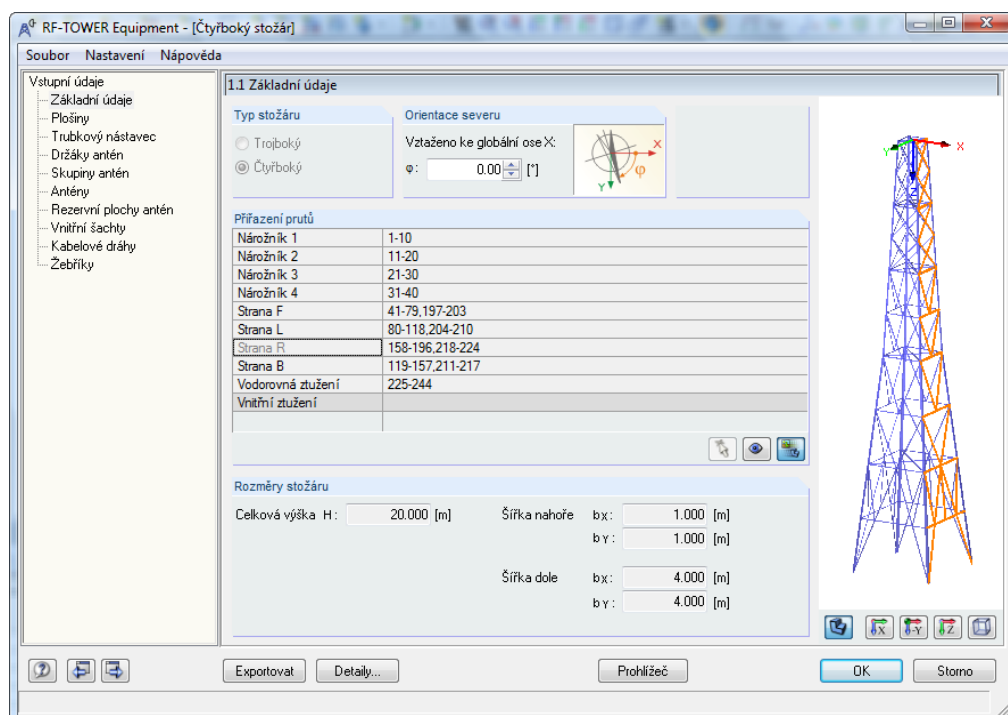 RF-TOWER Equipment - [Čtyřboký stožár]
Soubor Nastavení Nápověda
Vstupní údaje
Základní údaje
Plošiny
Trubkový nástavec
Držáky antén
Skupiny antén
Antény
Rezervní plochy antén
Vnitřní šachty
Kabelové dráhy
Žebříky
1.1 Základní údaje
Typ stožáru
Trojboký
Čtyřboký
Orientace severu
Vztaženo ke globální ose X:
φ: 0.00 [°]
X
Y
φ
Přiřazení prutů
Nárožník 1 1-10
Nárožník 2 11-20
Nárožník 3 21-30
Nárožník 4 31-40
Strana F 41-79,197-203
Strana L 80-118,204-210
Strana R 158-196,218-224
Strana B 119-157,211-217
Vodorovná ztužení 225-244
Vnitřní ztužení
Rozměry stožáru
Celková výška H: 20.000 [m]
Šířka nahoře bX: 1.000 [m]
bY: 1.000 [m]
Šířka dole bX: 4.000 [m]
bY: 4.000 [m]
Y X
Z
X -Y Z
Exportovat Detaily... Prohlížeč OK Storno